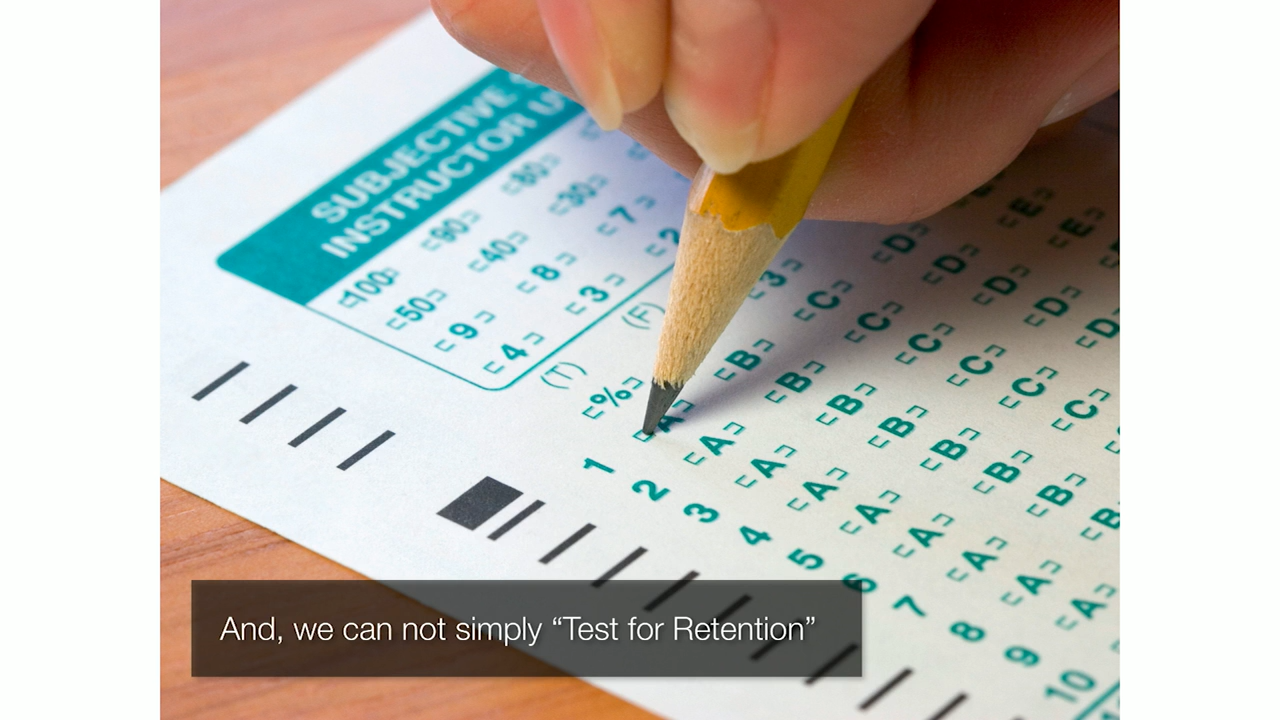 SUBJECTIVE
INSTRUCTOR
100 90 80
50 40 30
9 8 7
4 3 2
(T) (F)
% 3
1 A B C D E
2 A B C D E
3 A B C D
4 A B C D
5 A B C D
6 A B C
7 A B
8 A B
9 A
10
And, we can not simply “Test for Retention”